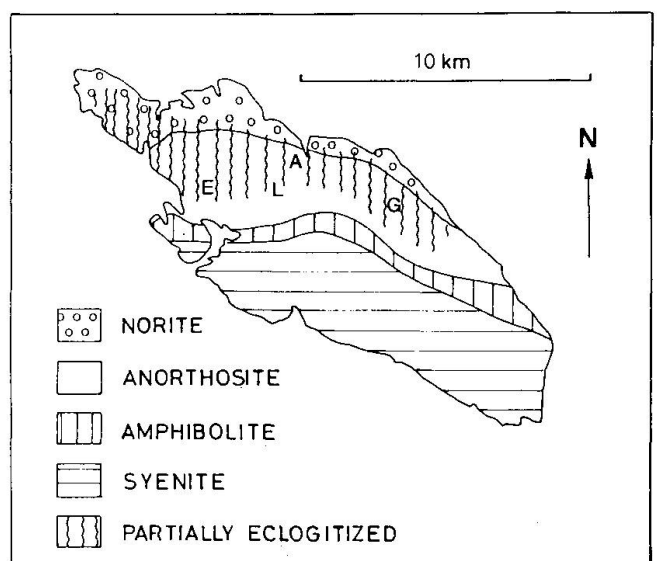 10 km
N
A
E
L
G
NORITE
ANORTHOSITE
AMPHIBOLITE
SYENITE
PARTIALLY ECLOGITIZED